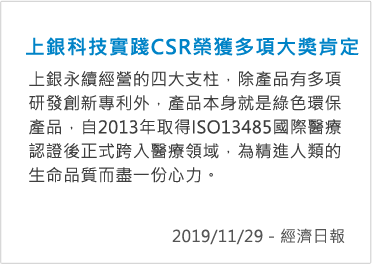 上銀科技實踐CSR榮獲多項大獎肯定
上銀永續經營的四大支柱，除產品有多項
研發創新專利外，產品本身就是綠色環保
產品，自2013年取得ISO13485國際醫療
認證後正式跨入醫療領域，為精進人類的
生命品質而盡一份心力。
2019/11/29 - 經濟日報